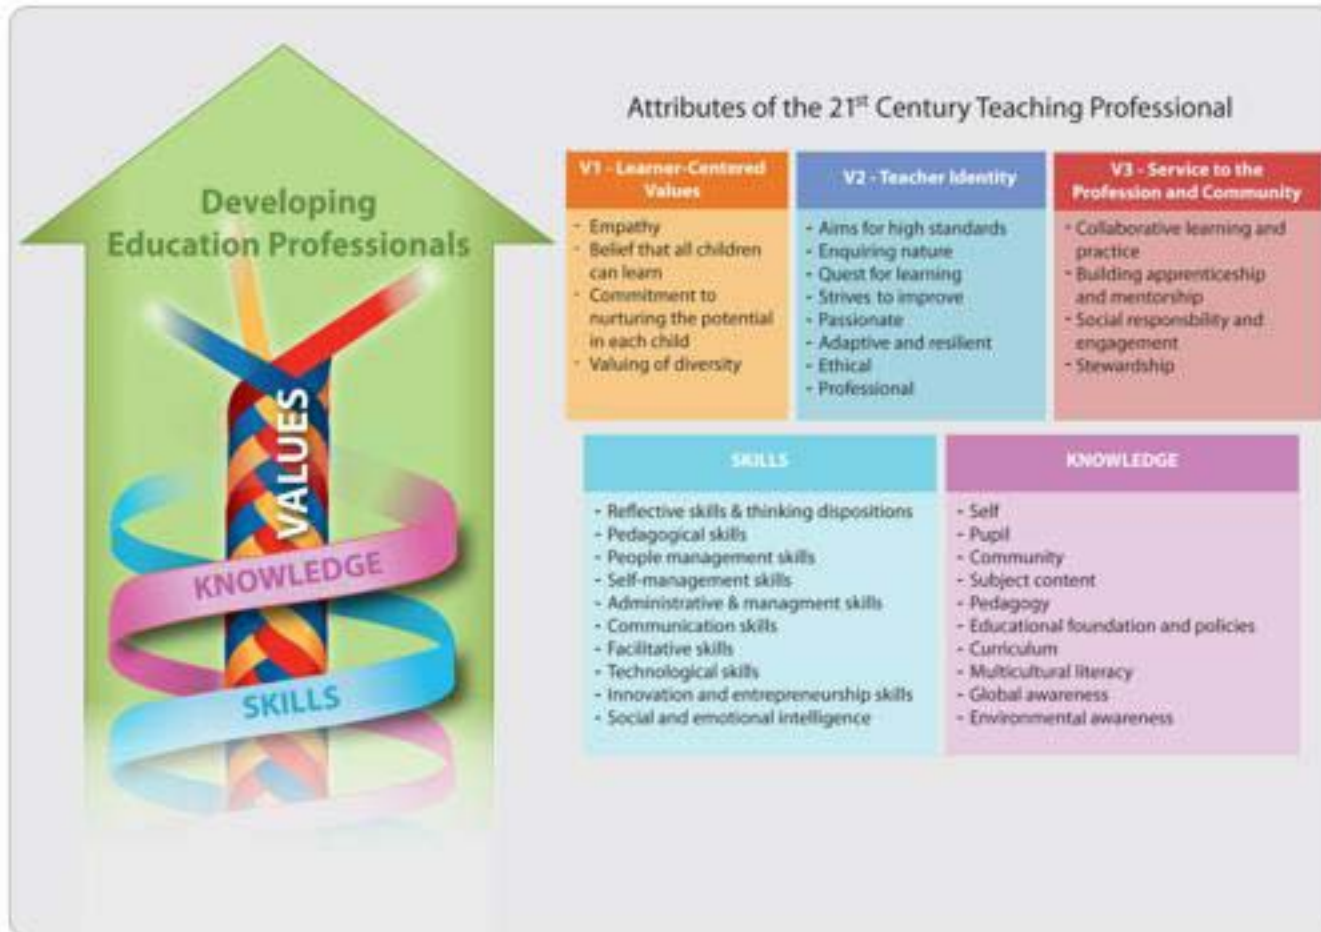 Attributes of the 21st Century Teaching Professional
Developing
Education Professionals
VALUES
KNOWLEDGE
SKILLS
V1 - Learner-Centered
Values
- Empathy
- Belief that all children
can learn
- Commitment to
nurturing the potential
in each child
- Valuing of diversity
V2 - Teacher Identity
- Aims for high standards
- Enquiring nature
- Quest for learning
- Strives to improve
- Passionate
- Adaptive and resilient
- Ethical
- Professional
V3 - Service to the
Profession and Community
- Collaborative learning and
practice
- Building apprenticeship
and mentorship
- Social responsbility and
engagement
- Stewardship
SKILLS
- Reflective skills & thinking dispositions
- Pedagogical skills
- People management skills
- Self-management skills
- Administrative & managment skills
- Communication skills
- Facilitative skills
- Technological skills
- Innovation and entrepreneurship skills
- Social and emotional intelligence
KNOWLEDGE
- Self
- Pupil
- Community
- Subject content
- Pedagogy
- Educational foundation and policies
- Curriculum
- Multicultural literacy
- Global awareness
- Environmental awareness